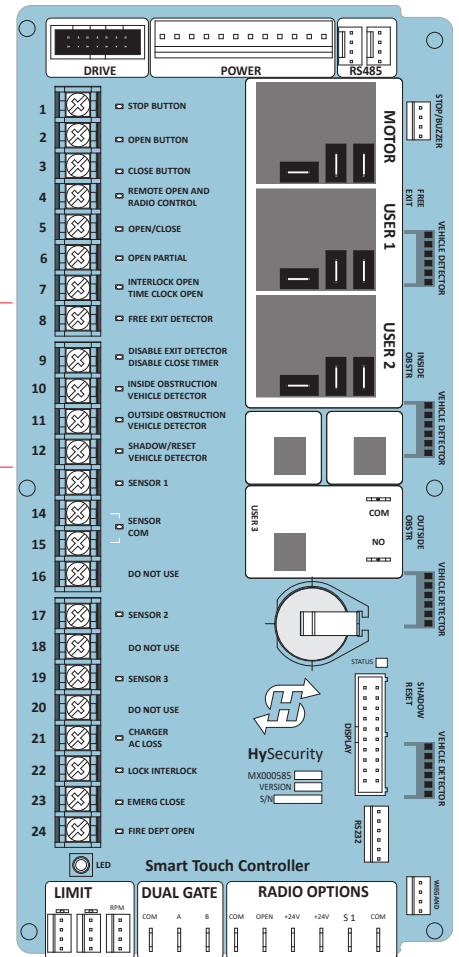 DRIVE
POWER
RS485
1 STOP BUTTON
2 OPEN BUTTON
3 CLOSE BUTTON
4 REMOTE OPEN AND
RADIO CONTROL
5 OPEN/CLOSE
6 OPEN PARTIAL
7 INTERLOCK OPEN
TIME CLOCK OPEN
8 FREE EXIT DETECTOR
9 DISABLE EXIT DETECTOR
DISABLE CLOSE TIMER
10 INSIDE OBSTRUCTION
VEHICLE DETECTOR
11 OUTSIDE OBSTRUCTION
VEHICLE DETECTOR
12 SHADOW/RESET
VEHICLE DETECTOR
SENSOR 1
14
SENSOR
COM
15
16 DO NOT USE
17 SENSOR 2
18 DO NOT USE
19 SENSOR 3
20 DO NOT USE
21 CHARGER
AC LOSS
22 LOCK INTERLOCK
23 EMERG CLOSE
24 FIRE DEPT OPEN
LED
MOTOR
USER 1
USER 2
USER 3
COM
NO
STOP/BUZZER
FREE
EXIT
VEHICLE DETECTOR
INSIDE
OBSTR
VEHICLE DETECTOR
OUTSIDE
OBSTR
VEHICLE DETECTOR
STATUS
SHADOW
RESET
VEHICLE DETECTOR
DISPLAY
H
HySecurity
MX000585
VERSION
S/N
RS232
WIEGAND
Smart Touch Controller
LIMIT
RPM
DUAL GATE
COM A B
RADIO OPTIONS
COM OPEN +24V +24V S 1 COM